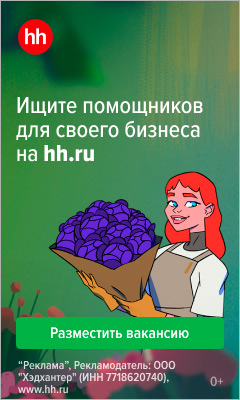 hh
Ищите помощников
для своего бизнеса
на hh.ru
Разместить вакансию
“Реклама”, Рекламодатель: ООО
“Хэдхантер” (ИНН 7718620740),
www.hh.ru
0+